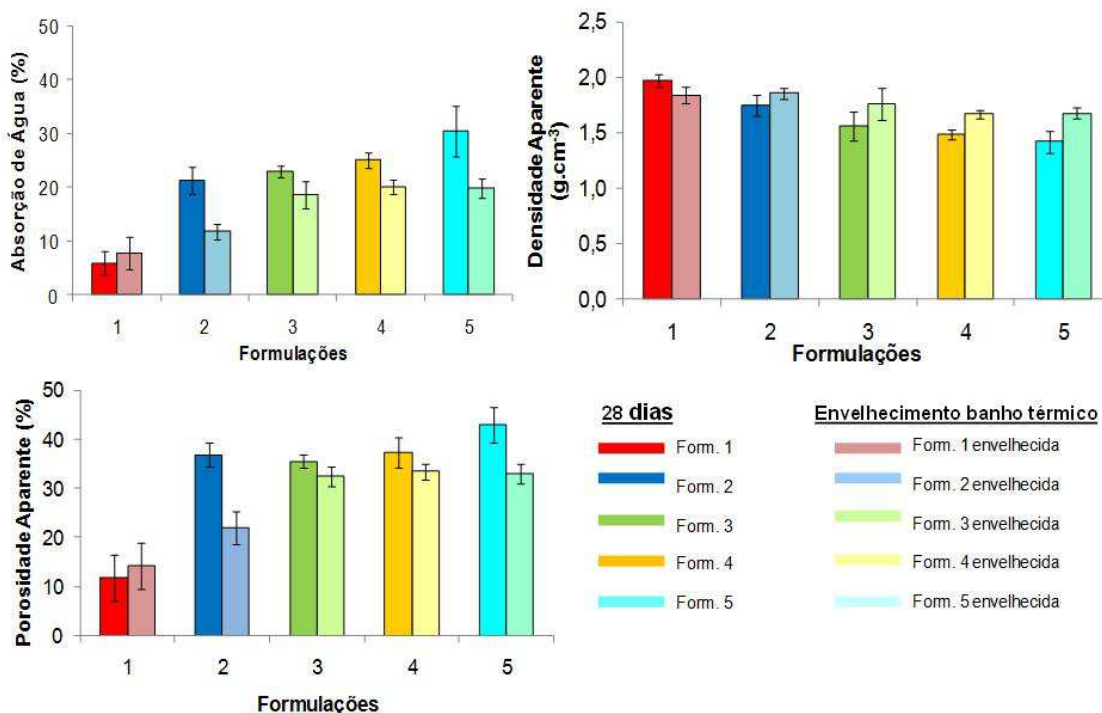 Absorção de Água (%)
50
40
30
20
10
0
1 2 3 4 5
Formulações
Densidade Aparente
(g.cm⁻³)
2,5
2,0
1,5
1,0
0,5
0,0
1 2 3 4 5
Formulações
Porosidade Aparente (%)
50
40
30
20
10
0
1 2 3 4 5
Formulações
28 dias
Form. 1
Form. 2
Form. 3
Form. 4
Form. 5
Envelhecimento banho térmico
Form. 1 envelhecida
Form. 2 envelhecida
Form. 3 envelhecida
Form. 4 envelhecida
Form. 5 envelhecida